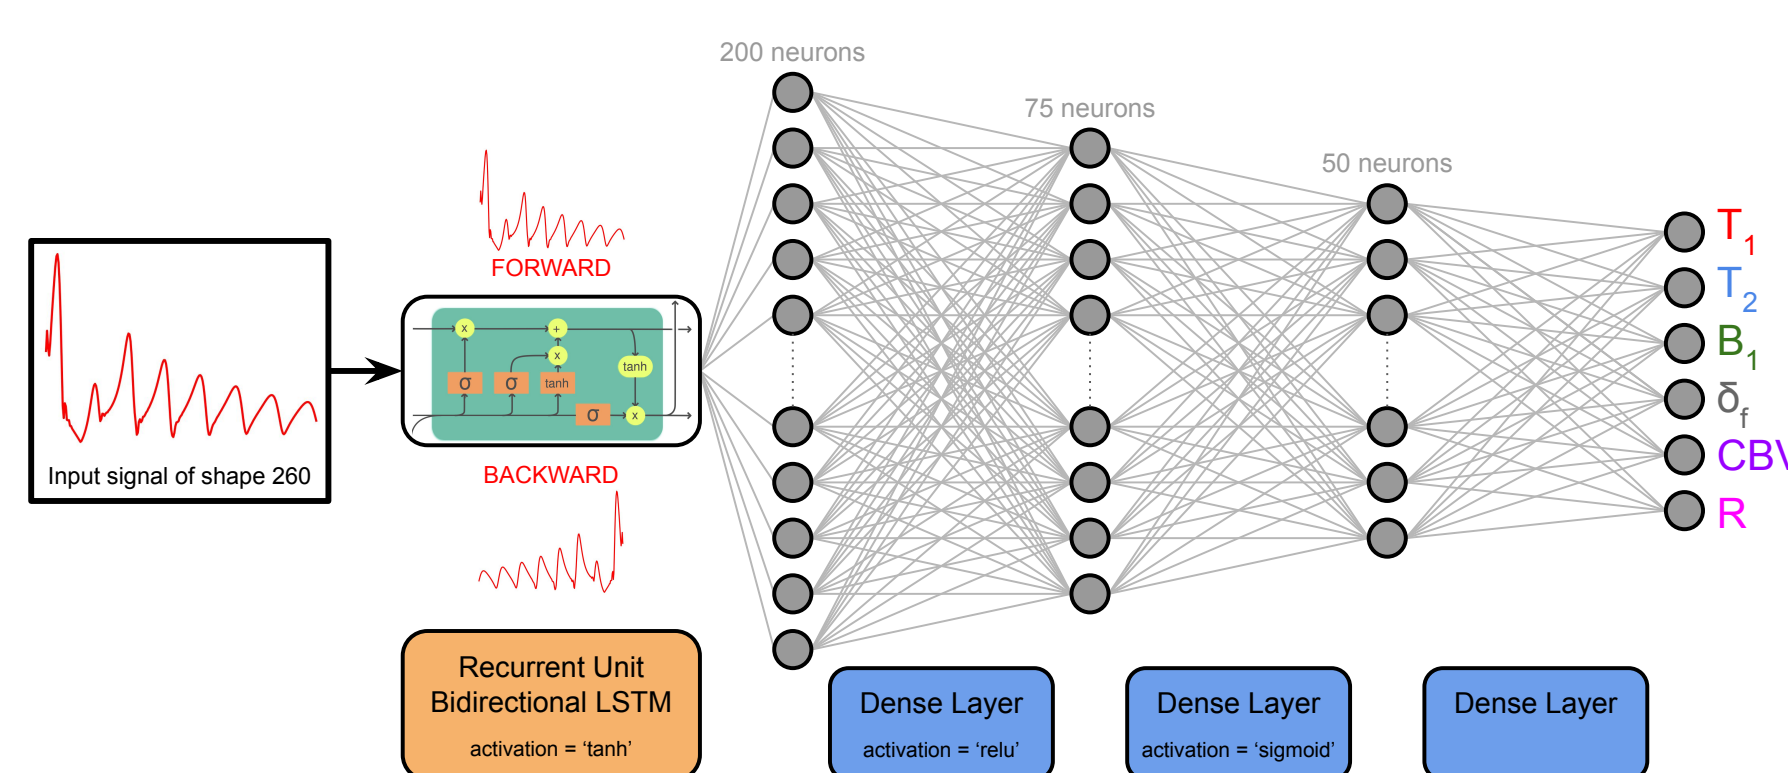 200 neurons
75 neurons
50 neurons
FORWARD
Input signal of shape 260
x
+
x
tanh
σ
σ
tanh
σ
x
BACKWARD
T1
T2
B1
δf
CBV
R
Recurrent Unit
Bidirectional LSTM
activation = ‘tanh’
Dense Layer
activation = ‘relu’
Dense Layer
activation = ‘sigmoid’
Dense Layer